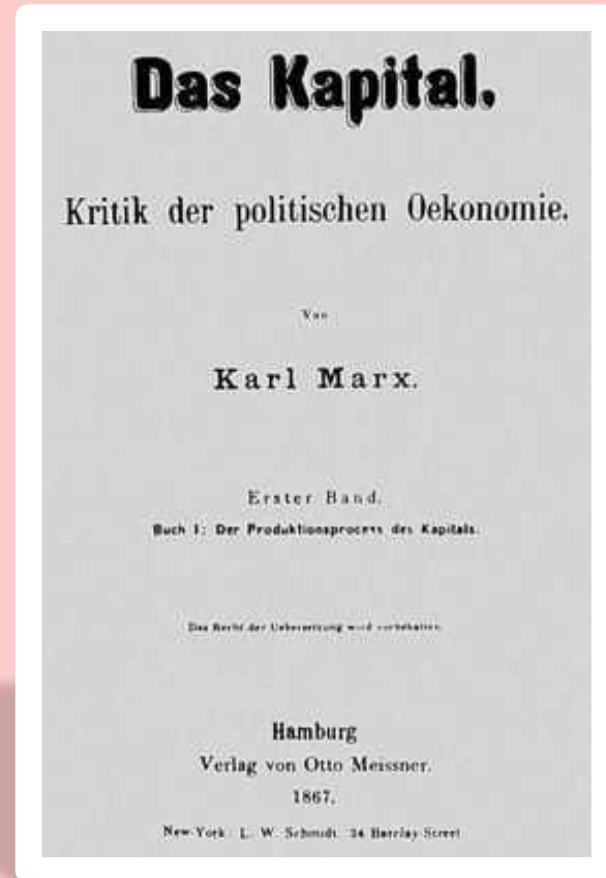 Das Kapital.
Kritik der politischen Oekonomie.
Von
Karl Marx.
Erster Band.
Buch I: Der Produktionsprocess des Kapitals.
Das Recht der Uebersetzung wird vorbehalten.
Hamburg
Verlag von Otto Meissner.
1867.
New-York: L. W. Schmidt. 24 Barclay-Street.